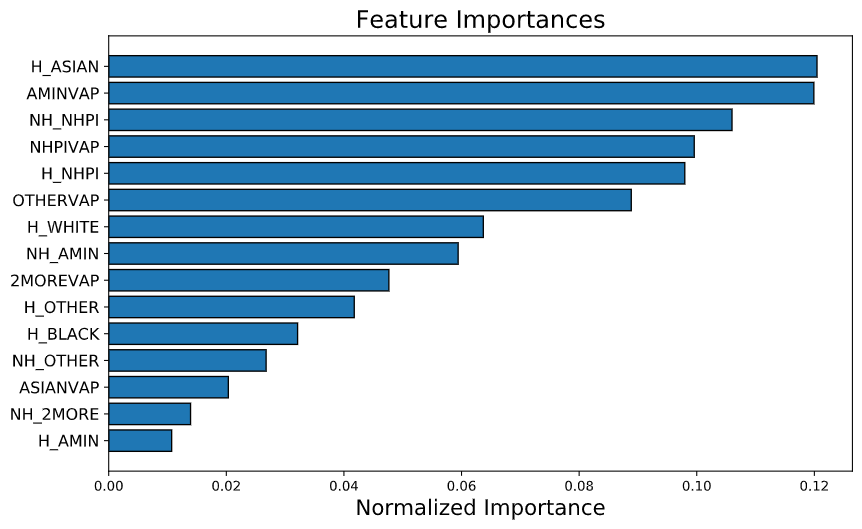 Feature Importances
H_ASIAN
AMINVAP
NH_NHPI
NHPIVAP
H_NHPI
OTHERVAP
H_WHITE
NH_AMIN
2MOREVAP
H_OTHER
H_BLACK
NH_OTHER
ASIANVAP
NH_2MORE
H_AMIN
0.00 0.02 0.04 0.06 0.08 0.10 0.12
Normalized Importance